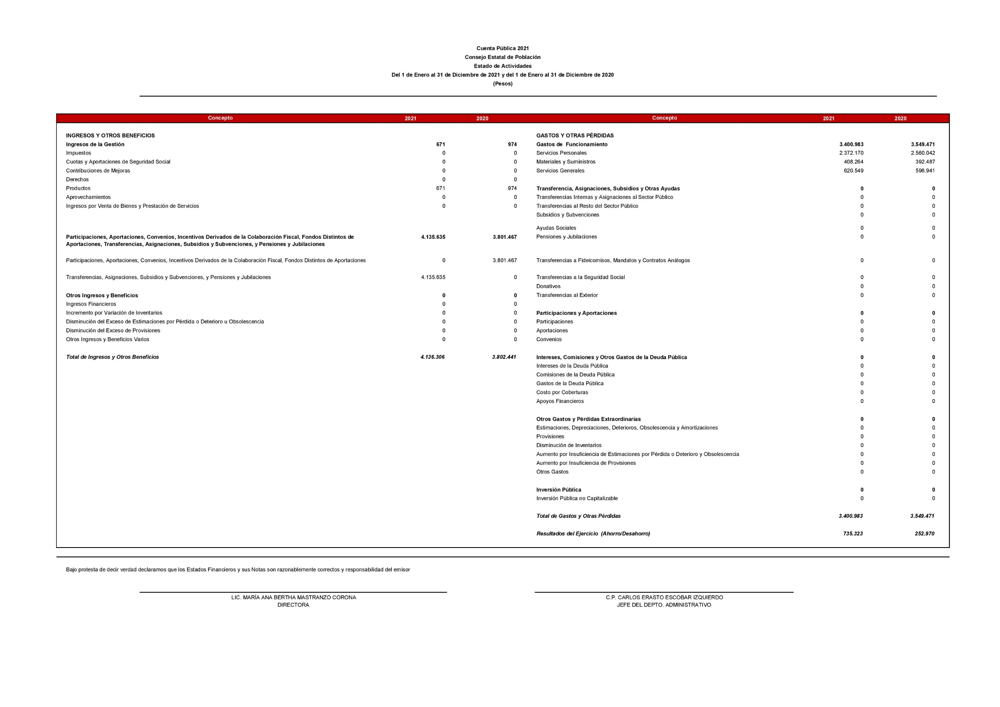 Cuenta Pública 2021
Consejo Estatal de Población
Estado de Actividades
Del 1 de Enero al 31 de Diciembre de 2021 y del 1 de Enero al 31 de Diciembre de 2020
(Pesos)
Concepto 2021 2020 Concepto 2021 2020
INGRESOS Y OTROS BENEFICIOS GASTOS Y OTRAS PÉRDIDAS
Ingresos de la Gestión 671 974 Gastos de Funcionamiento 3.400.983 3.549.471
Impuestos 0 0 Servicios Personales 2.372.170 2.560.042
Cuotas y Aportaciones de Seguridad Social 0 0 Materiales y Suministros 408.264 392.487
Contribuciones de Mejoras 0 0 Servicios Generales 620.549 596.941
Derechos 0 0
Productos 671 974 Transferencia, Asignaciones, Subsidios y Otras Ayudas 0 0
Aprovechamientos 0 0 Transferencias Internas y Asignaciones al Sector Público 0 0
Ingresos por Venta de Bienes y Prestación de Servicios 0 0 Transferencias al Resto del Sector Público 0 0
Subsidios y Subvenciones 0 0
Ayudas Sociales 0 0
Participaciones, Aportaciones, Convenios, Incentivos Derivados de la Colaboración Fiscal, Fondos Distintos de 4.135.635 3.801.467 Pensiones y Jubilaciones 0 0
Aportaciones, Transferencias, Asignaciones, Subsidios y Subvenciones, y Pensiones y Jubilaciones
Participaciones, Aportaciones, Convenios, Incentivos Derivados de la Colaboración Fiscal, Fondos Distintos de Aportaciones 0 3.801.467 Transferencias a Fideicomisos, Mandatos y Contratos Análogos 0 0
Transferencias, Asignaciones, Subsidios y Subvenciones, y Pensiones y Jubilaciones 4.135.635 0 Transferencias a la Seguridad Social 0 0
Donativos 0 0
Otros Ingresos y Beneficios 0 0 Transferencias al Exterior 0 0
Ingresos Financieros 0 0
Incremento por Variación de Inventarios 0 0 Participaciones y Aportaciones 0 0
Disminución del Exceso de Estimaciones por Pérdida o Deterioro u Obsolescencia 0 0 Participaciones 0 0
Disminución del Exceso de Provisiones 0 0 Aportaciones 0 0
Otros Ingresos y Beneficios Varios 0 0 Convenios 0 0
Total de Ingresos y Otros Beneficios 4.136.306 3.802.441 Intereses, Comisiones y Otros Gastos de la Deuda Pública 0 0
Intereses de la Deuda Pública 0 0
Comisiones de la Deuda Pública 0 0
Gastos de la Deuda Pública 0 0
Costo por Coberturas 0 0
Apoyos Financieros 0 0
Otros Gastos y Pérdidas Extraordinarias 0 0
Estimaciones, Depreciaciones, Deterioros, Obsolescencia y Amortizaciones 0 0
Provisiones 0 0
Disminución de Inventarios 0 0
Aumento por Insuficiencia de Estimaciones por Pérdida o Deterioro y Obsolescencia 0 0
Aumento por Insuficiencia de Provisiones 0 0
Otros Gastos 0 0
Inversión Pública 0 0
Inversión Pública no Capitalizable 0 0
Total de Gastos y Otras Pérdidas 3.400.983 3.549.471
Resultados del Ejercicio (Ahorro/Desahorro) 735.323 252.970
Bajo protesta de decir verdad declaramos que los Estados Financieros y sus Notas son razonablemente correctos y responsabilidad del emisor
LIC. MARÍA ANA BERTHA MASTRANZO CORONA C.P. CARLOS ERASTO ESCOBAR IZQUIERDO
DIRECTORA JEFE DEL DEPTO. ADMINISTRATIVO